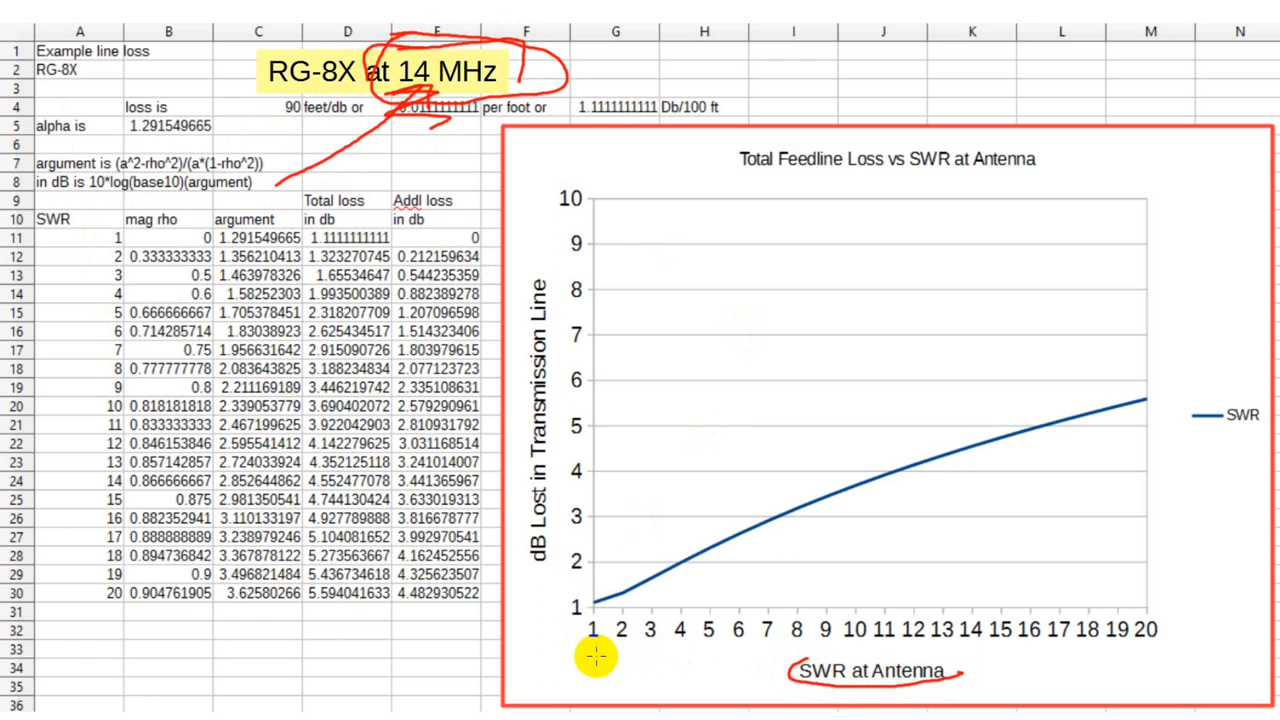 A B C D E F G H I J K L M N
1 Example line loss
RG-8X at 14 MHz
2 RG-8X
3
4 loss is 90 feet/db or 0.0111111111 per foot or 1.1111111111 Db/100 ft
5 alpha is 1.291549665
6
7 argument is (a^2-rho^2)/(a*(1-rho^2))
8 in dB is 10*log(base10)(argument)
9 Total loss Addl loss
10 SWR mag rho argument in db in db
11 1 0 1.291549665 1.1111111111 0
12 2 0.333333333 1.356210413 1.323270745 0.212159634
13 3 0.5 1.463978326 1.65534647 0.544235359
14 4 0.6 1.58252303 1.993500389 0.882389278
15 5 0.666666667 1.705378451 2.318207709 1.207096598
16 6 0.714285714 1.83038923 2.625434517 1.514323406
17 7 0.75 1.956631642 2.915090726 1.803979615
18 8 0.777777778 2.083643825 3.188234834 2.077123723
19 9 0.8 2.211169189 3.446219742 2.335108631
20 10 0.818181818 2.339053779 3.690402072 2.579290961
21 11 0.833333333 2.467199625 3.922042903 2.810931792
22 12 0.846153846 2.595541412 4.142279625 3.031168514
23 13 0.857142857 2.724033924 4.352125118 3.241014007
24 14 0.866666667 2.852644862 4.552477078 3.441365967
25 15 0.875 2.981350541 4.744130424 3.633019313
26 16 0.882352941 3.110133197 4.927789888 3.816678777
27 17 0.888888889 3.238979246 5.104081652 3.992970541
28 18 0.894736842 3.367878122 5.273563667 4.162452556
29 19 0.9 3.496821484 5.436734618 4.325623507
30 20 0.904761905 3.62580266 5.594041633 4.482930522
31
32
33
34
35
36
Total Feedline Loss vs SWR at Antenna
dB Lost in Transmission Line
10
9
8
7
6
5
4
3
2
1
1 2 3 4 5 6 7 8 9 10 11 12 13 14 15 16 17 18 19 20
SWR at Antenna
SWR